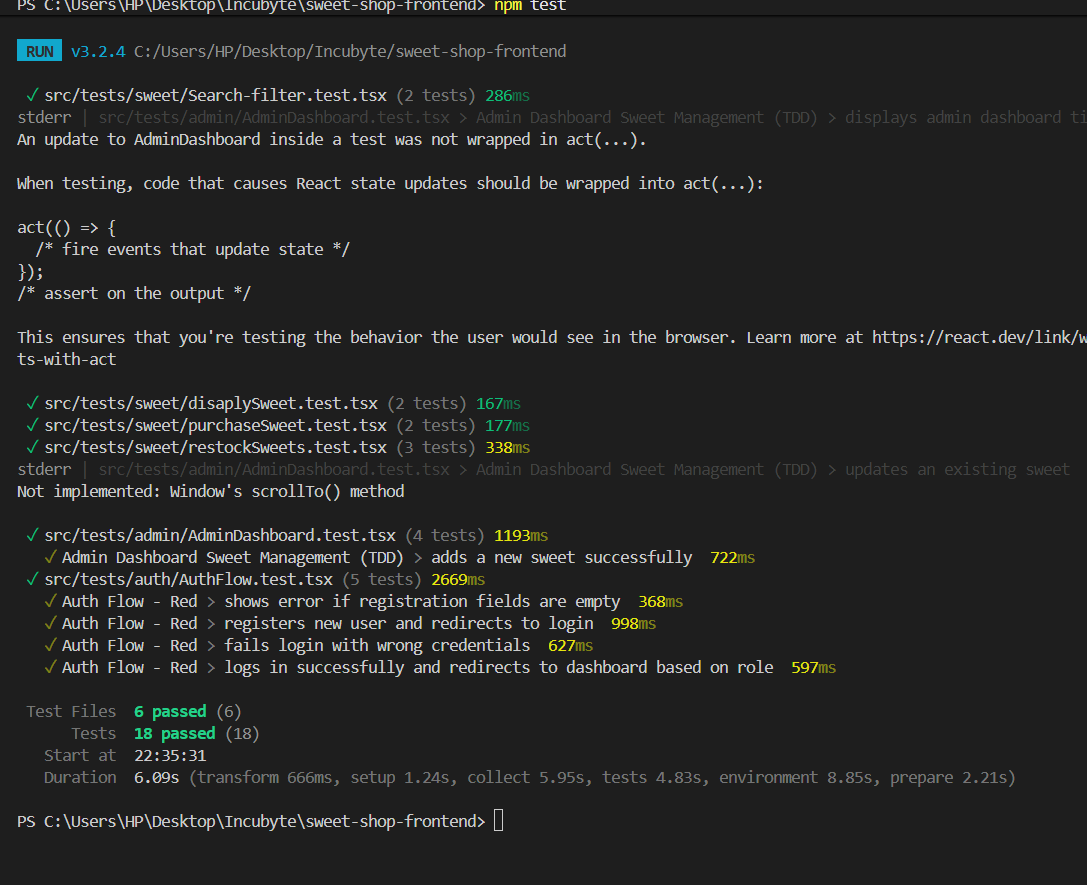 PS C:\Users\HP\Desktop\Incubyte\sweet-shop-frontend> npm test
RUN v3.2.4 C:/Users/HP/Desktop/Incubyte/sweet-shop-frontend
✓ src/tests/sweet/Search-filter.test.tsx (2 tests) 286ms
stderr | src/tests/admin/AdminDashboard.test.tsx > Admin Dashboard Sweet Management (TDD) > displays admin dashboard ti
An update to AdminDashboard inside a test was not wrapped in act(...).
When testing, code that causes React state updates should be wrapped into act(...):
act(() => {
/* fire events that update state */
});
/* assert on the output */
This ensures that you're testing the behavior the user would see in the browser. Learn more at https://react.dev/link/w
ts-with-act
✓ src/tests/sweet/disaplySweet.test.tsx (2 tests) 167ms
✓ src/tests/sweet/purchaseSweet.test.tsx (2 tests) 177ms
✓ src/tests/sweet/restockSweets.test.tsx (3 tests) 338ms
stderr | src/tests/admin/AdminDashboard.test.tsx > Admin Dashboard Sweet Management (TDD) > updates an existing sweet
Not implemented: Window's scrollTo() method
✓ src/tests/admin/AdminDashboard.test.tsx (4 tests) 1193ms
✓ Admin Dashboard Sweet Management (TDD) > adds a new sweet successfully 722ms
✓ src/tests/auth/AuthFlow.test.tsx (5 tests) 2669ms
✓ Auth Flow - Red > shows error if registration fields are empty 368ms
✓ Auth Flow - Red > registers new user and redirects to login 998ms
✓ Auth Flow - Red > fails login with wrong credentials 627ms
✓ Auth Flow - Red > logs in successfully and redirects to dashboard based on role 597ms
Test Files 6 passed (6)
Tests 18 passed (18)
Start at 22:35:31
Duration 6.09s (transform 666ms, setup 1.24s, collect 5.95s, tests 4.83s, environment 8.85s, prepare 2.21s)
PS C:\Users\HP\Desktop\Incubyte\sweet-shop-frontend>